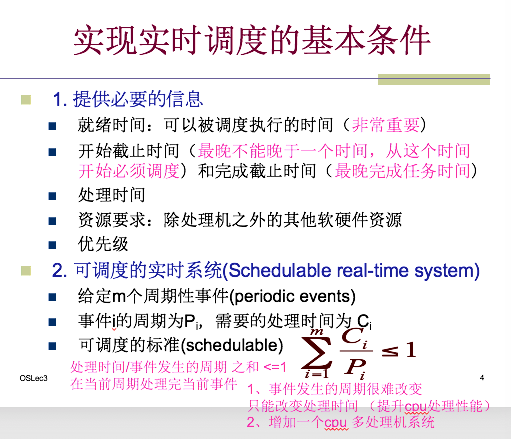 实现实时调度的基本条件
1. 提供必要的信息
就绪时间：可以被调度执行的时间（非常重要）
开始截止时间（最晚不能晚于一个时间，从这个时间
开始必须调度）和完成截止时间（最晚完成任务时间）
处理时间
资源要求：除处理机之外的其他软硬件资源
优先级
2. 可调度的实时系统(Schedulable real-time system)
给定m个周期性事件(periodic events)
事件i的周期为Pi，需要的处理时间为 Ci
可调度的标准(schedulable)
m ∑ i=1 Ci / Pi ≤ 1
处理时间/事件发生的周期 之和 <=1
在当前周期处理完当前事件
1、事件发生的周期很难改变
只能改变处理时间 （提升cpu处理性能）
2、增加一个cpu 多处理机系统
OSLec3
4